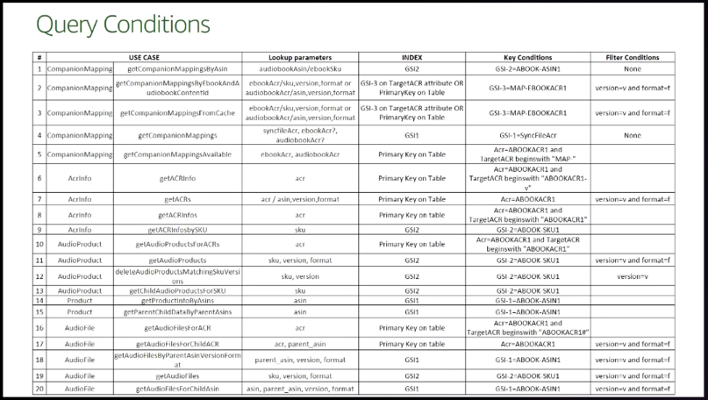 Query Conditions
# USE CASE Lookup parameters INDEX Key Conditions Filter Conditions
1 CompanionMapping getCompanionMappingsByAsin audiobookAsin/ebookSku GSI2 GSI-2=ABOOK-ASIN1 None
2 CompanionMapping getCompanionMappingsByEbookAndA
udiobookContentId ebookAcr/sku,version,format or
audiobookAcr/asin,version,format GSI-3 on TargetACR attribute OR
PrimaryKey on Table GSI-3=MAP-EBOOKACR1 version=v and format=f
3 CompanionMapping getCompanionMappingsFromCache ebookAcr/sku,version,format or
audiobookAcr/asin,version,format GSI-3 on TargetACR attribute OR
PrimaryKey on Table GSI-3=MAP-EBOOKACR1 version=v and format=f
4 CompanionMapping getCompanionMappings syncfileAcr, ebookAcr?,
audiobookAcr? GSI1 GSI-1=SyncFileAcr None
5 CompanionMapping getCompanionMappingsAvailable ebookAcr, audiobookAcr Primary Key on Table Acr=ABOOKACR1 and
TargetACR beginswith "MAP-"
6 AcrInfo getACRInfo acr Primary Key on Table Acr=ABOOKACR1 and
TargetACR beginswith "ABOOKACR1-
v"
7 AcrInfo getACRs acr / asin,version,format Primary Key on Table Acr=ABOOKACR1 version=v and format=f
8 AcrInfo getACRInfos acr Primary Key on Table Acr=ABOOKACR1 and
TargetACR beginswith "ABOOKACR1"
9 AcrInfo getACRInfosbySKU sku GSI2 GSI-2=ABOOK-SKU1
10 AudioProduct getAudioProductsForACRs acr Primary Key on Table Acr=ABOOKACR1 and TargetACR
beginswith "ABOOKACR1"
11 AudioProduct getAudioProducts sku, version, format GSI2 GSI-2=ABOOK-SKU1 version=v and format=f
12 AudioProduct deleteAudioProductsMatchingSkuVersi
ons sku, version GSI2 GSI-2=ABOOK-SKU1 version=v
13 AudioProduct getChildAudioProductsForSKU sku GSI2 GSI-2=ABOOK-SKU1
14 Product getProductInfoByAsins asin GSI1 GSI-1=ABOOK-ASIN1
15 Product getParentChildDataByParentAsins asin GSI1 GSI-1=ABOOK-ASIN1
16 AudioFile getAudioFilesForACR acr Primary Key on table Acr=ABOOKACR1 and
TargetACR beginswith "ABOOKACR1#"
17 AudioFile getAudioFilesForChildACR acr, parent_asin Primary Key on table Acr=ABOOKACR1 version=v and format=f
18 AudioFile getAudioFilesByParentAsinVersionForm
at parent_asin, version, format GSI1 GSI-1=ABOOK-ASIN1 version=v and format=f
19 AudioFile getAudioFiles sku, version, format GSI2 GSI-2=ABOOK-SKU1 version=v and format=f
20 AudioFile getAudioFilesForChildAsin asin, parent_asin, version, format GSI1 GSI-1=ABOOK-ASIN1 version=v and format=f